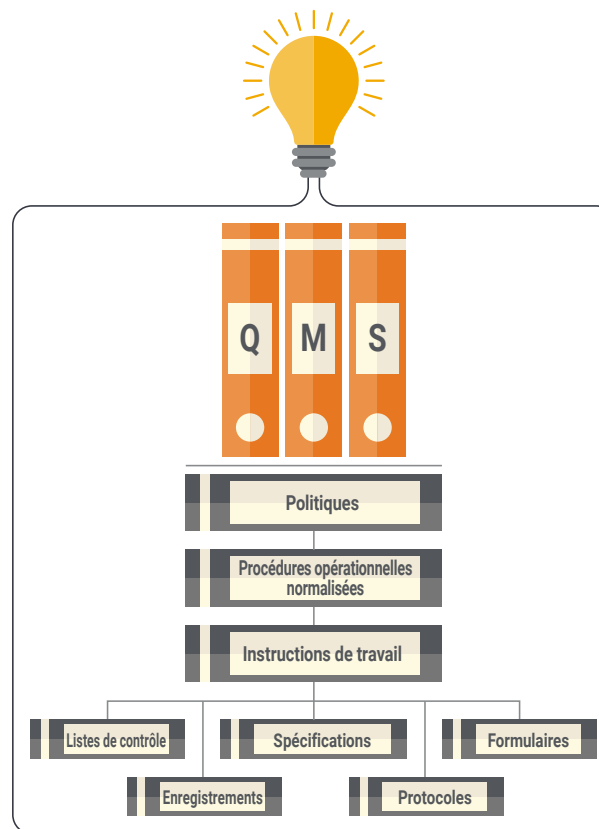 Q M S
Politiques
Procédures opérationnelles
normalisées
Instructions de travail
Listes de contrôle
Spécifications
Formulaires
Enregistrements
Protocoles